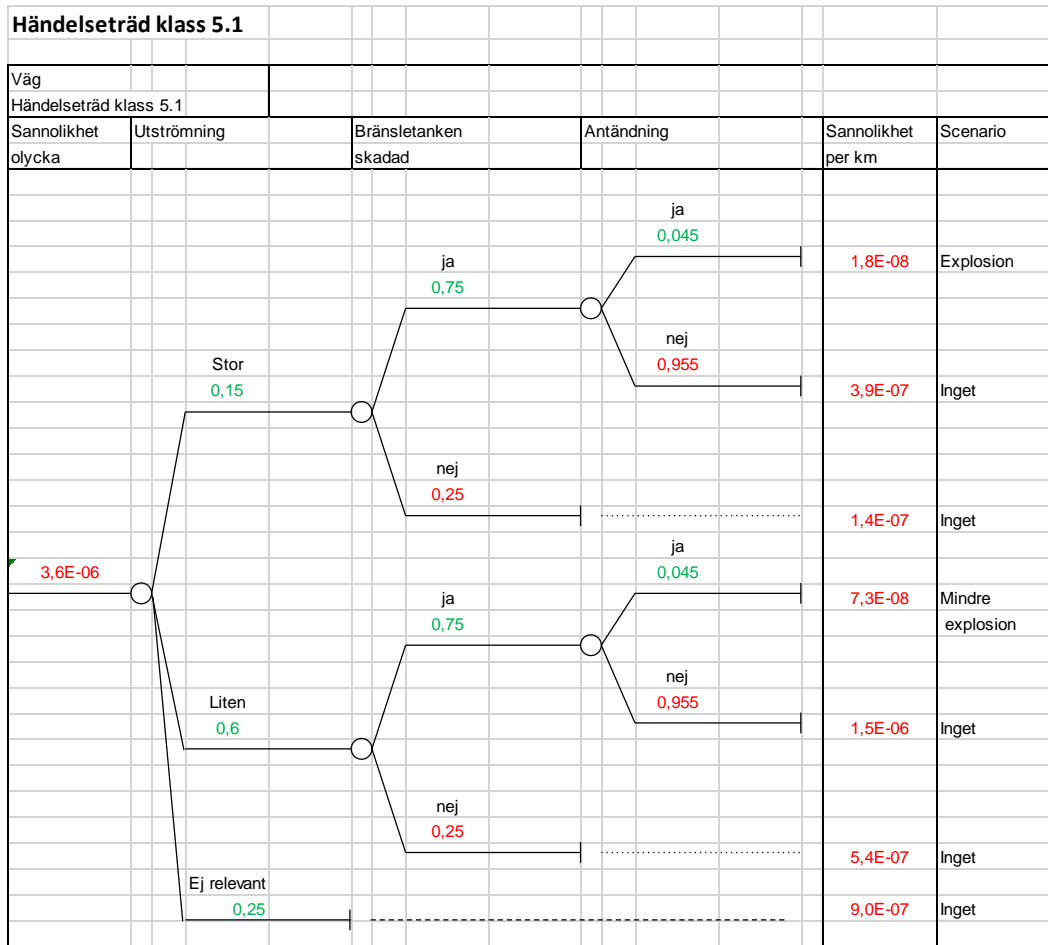 Händelseträd klass 5.1
Väg
Händelseträd klass 5.1
Sannolikhet Utströmning Bränsletanken Antändning Sannolikhet Scenario
olycka skadad per km
ja
0,045
ja 1,8E-08 Explosion
0,75
nej
Stor 0,955
0,15 3,9E-07 Inget
nej
0,25
1,4E-07 Inget
ja
3,6E-06 0,045
ja 7,3E-08 Mindre
0,75 explosion
nej
0,955
Liten
0,6 1,5E-06 Inget
nej
0,25
5,4E-07 Inget
Ej relevant
0,25 9,0E-07 Inget